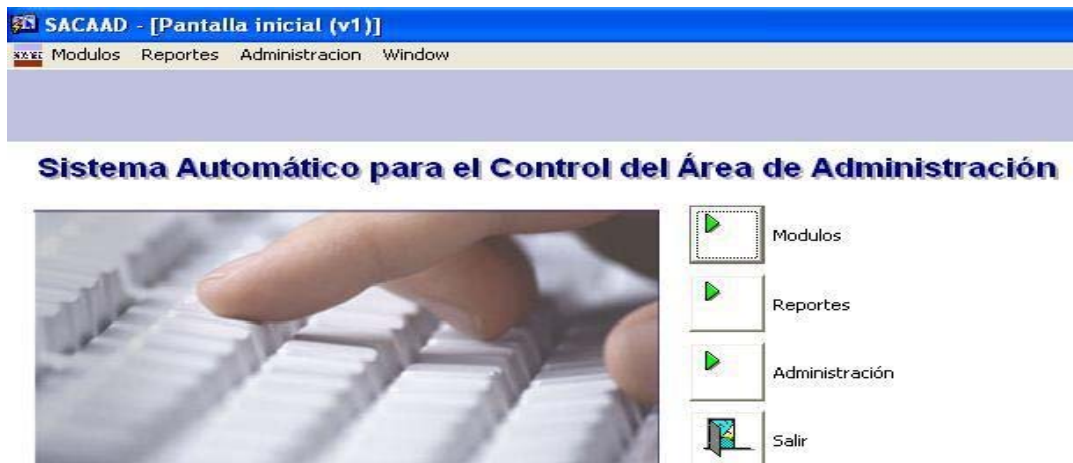 SACAAD - [Pantalla inicial (v1)]
Modulos Reportes Administracion Window
Sistema Automático para el Control del Área de Administración
Modulos
Reportes
Administración
Salir